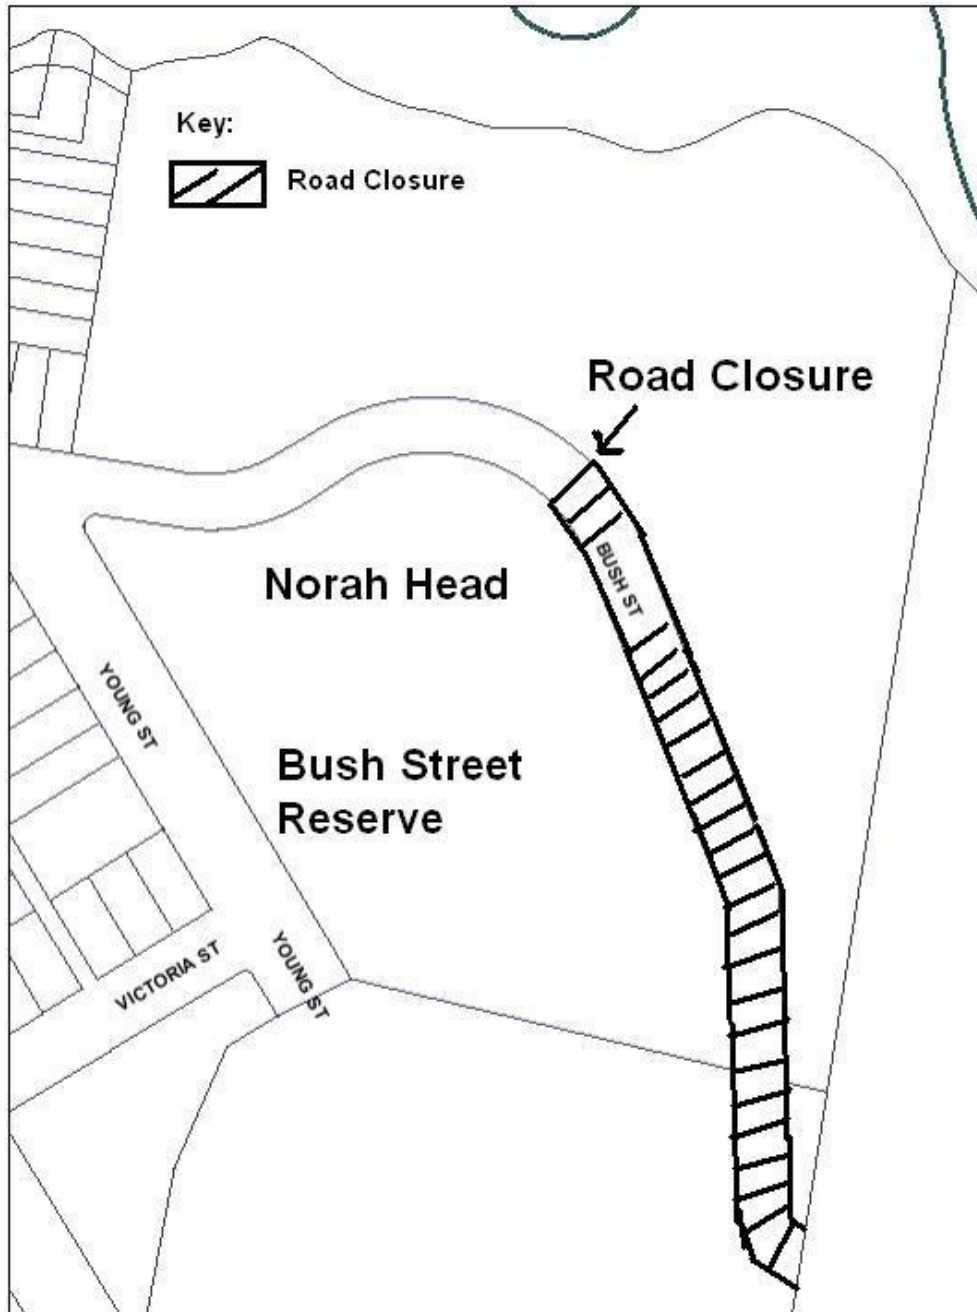 Key:
Road Closure
Road Closure
BUSH ST
Norah Head
YOUNG ST
Bush Street
Reserve
VICTORIA ST
YOUNG ST